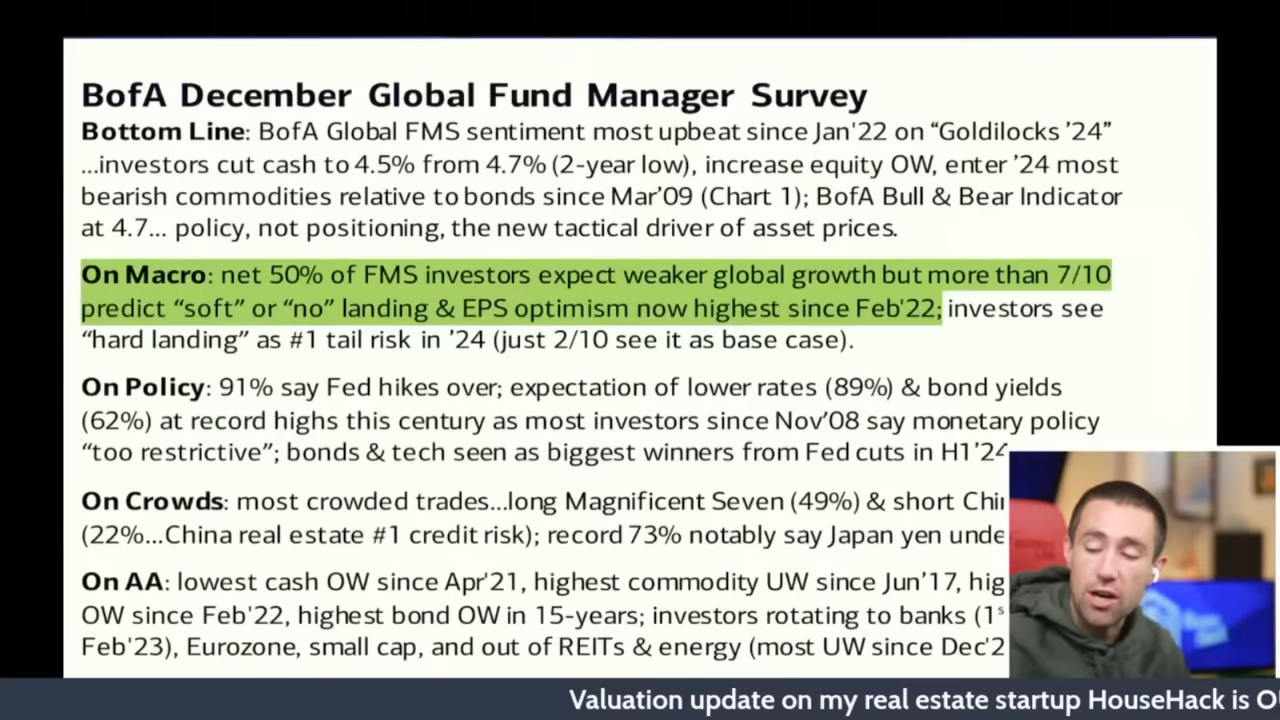 BofA December Global Fund Manager Survey
Bottom Line: BofA Global FMS sentiment most upbeat since Jan'22 on “Goldilocks ’24”
...investors cut cash to 4.5% from 4.7% (2-year low), increase equity OW, enter ’24 most
bearish commodities relative to bonds since Mar’09 (Chart 1); BofA Bull & Bear Indicator
at 4.7... policy, not positioning, the new tactical driver of asset prices.
On Macro: net 50% of FMS investors expect weaker global growth but more than 7/10
predict “soft” or “no” landing & EPS optimism now highest since Feb'22; investors see
“hard landing” as #1 tail risk in ’24 (just 2/10 see it as base case).
On Policy: 91% say Fed hikes over; expectation of lower rates (89%) & bond yields
(62%) at record highs this century as most investors since Nov’08 say monetary policy
“too restrictive”; bonds & tech seen as biggest winners from Fed cuts in H1’24
On Crowds: most crowded trades...long Magnificent Seven (49%) & short
(22%...China real estate #1 credit risk); record 73% notably say Japan yen
On AA: lowest cash OW since Apr'21, highest commodity UW since Jun’17,
OW since Feb'22, highest bond OW in 15-years; investors rotating to banks
Feb'23), Eurozone, small cap, and out of REITs & energy (most UW since
Valuation update on my real estate startup HouseHack is